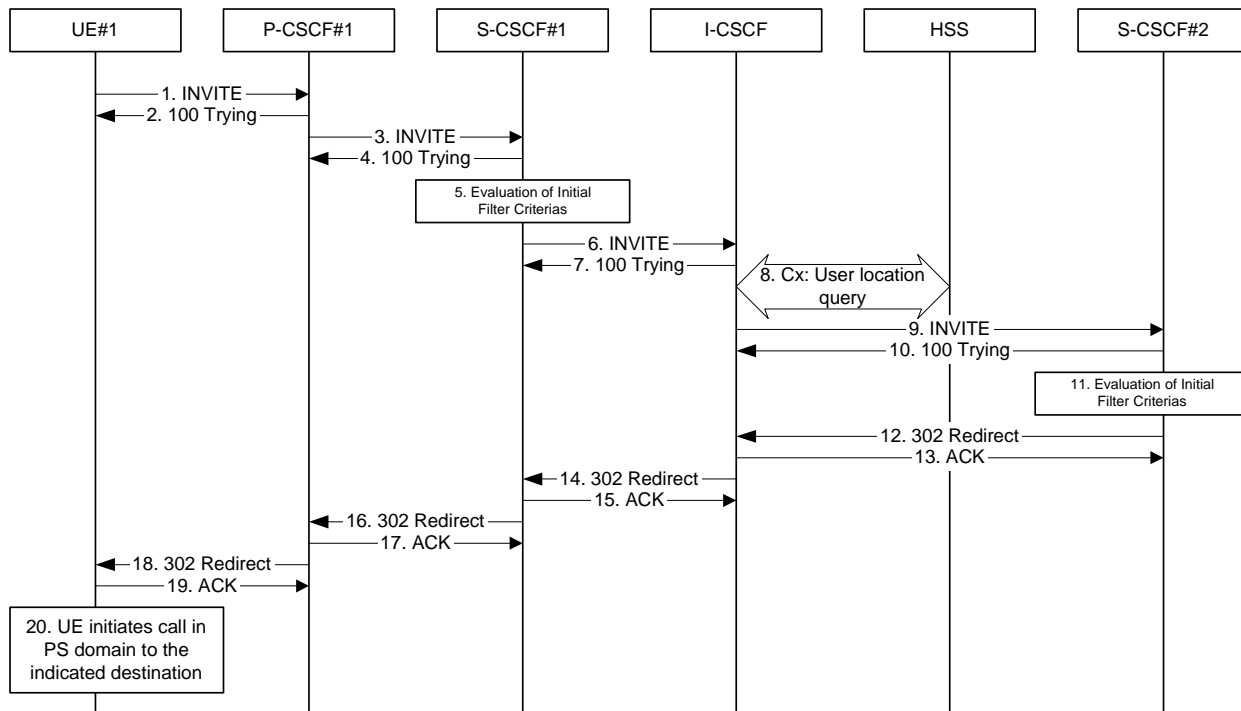 UE#1
P-CSCF#1
S-CSCF#1
I-CSCF
HSS
S-CSCF#2
1. INVITE
2. 100 Trying
3. INVITE
4. 100 Trying
5. Evaluation of Initial
Filter Criterias
6. INVITE
7. 100 Trying
8. Cx: User location
query
9. INVITE
10. 100 Trying
11. Evaluation of Initial
Filter Criterias
12. 302 Redirect
13. ACK
14. 302 Redirect
15. ACK
16. 302 Redirect
17. ACK
18. 302 Redirect
19. ACK
20. UE initiates call in
PS domain to the
indicated destination